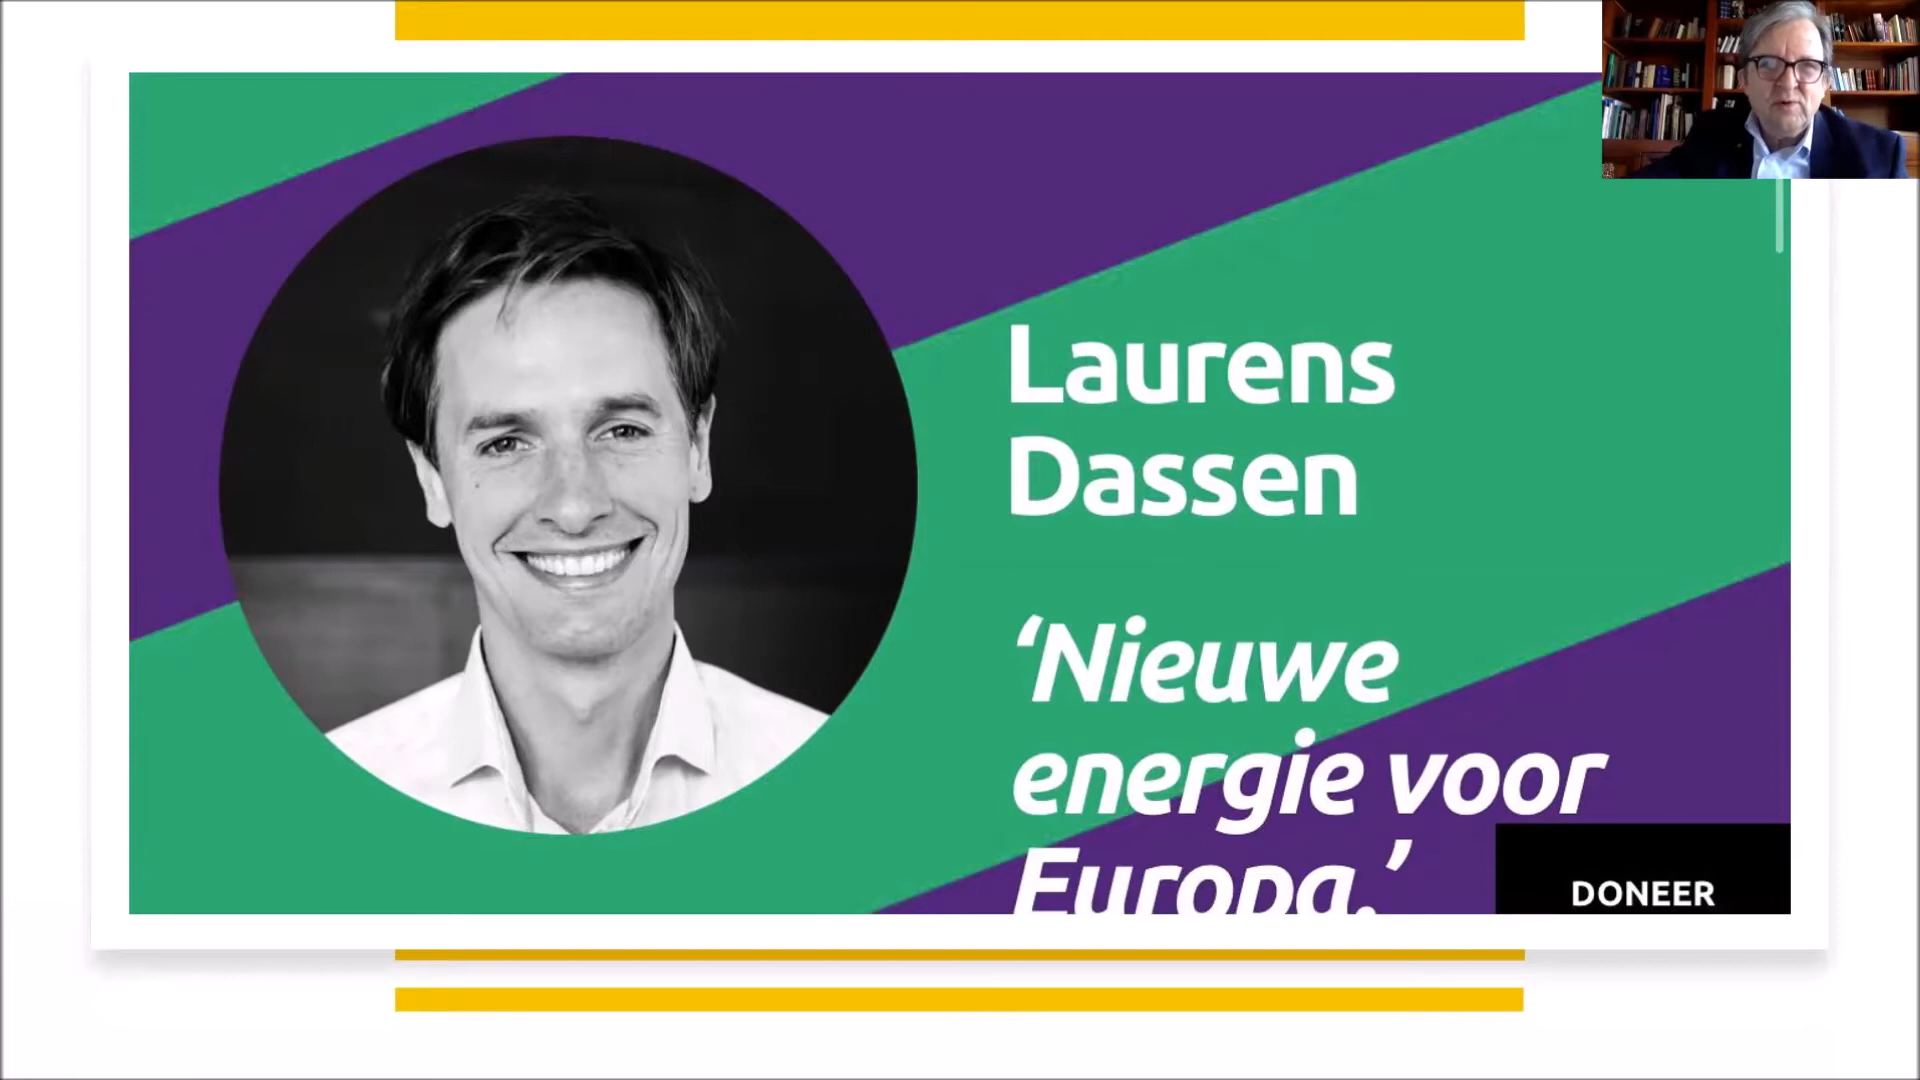 Laurens
Dassen
‘Nieuwe
energie voor
Europa.’
DONEER